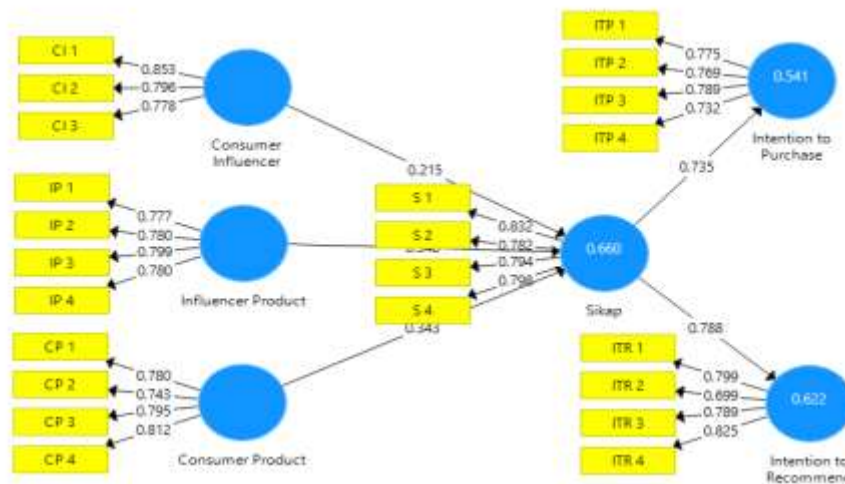 CI 1
CI 2
CI 3
0.853
0.796
0.778
Consumer
Influencer
IP 1
IP 2
IP 3
IP 4
0.777
0.780
0.799
0.780
Influencer Product
CP 1
CP 2
CP 3
CP 4
0.780
0.743
0.795
0.812
Consumer Product
0.215
0.343
S 1
S 2
S 3
S 4
0.832
0.782
0.794
0.798
0.660
Sikap
ITP 1
ITP 2
ITP 3
ITP 4
0.775
0.769
0.789
0.732
0.541
Intention to
Purchase
0.735
0.788
ITR 1
ITR 2
ITR 3
ITR 4
0.799
0.699
0.789
0.825
0.622
Intention to
Recommend